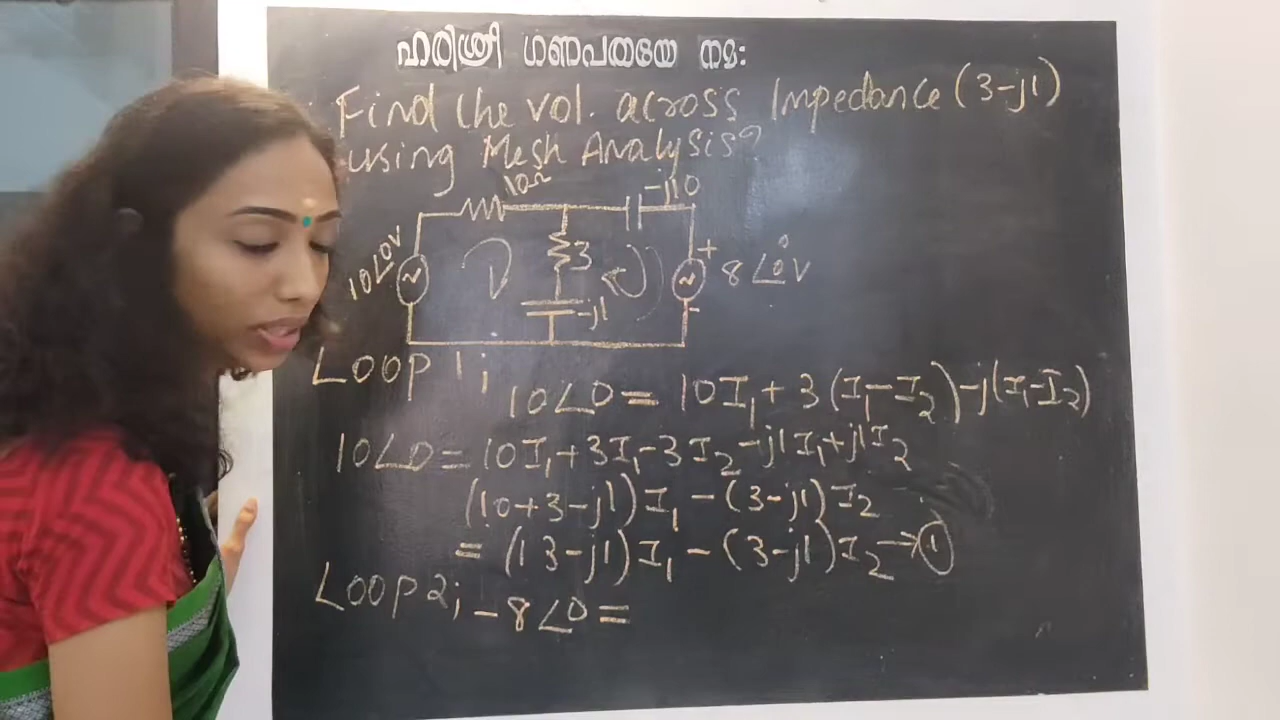 ഹരിശ്രീ ഗണപതയേ നമഃ
Find the vol. across Impedance (3-j1)
using Mesh Analysis?
10Ω
-j10
10∠0V
3
-j1
+
8∠0°V
-
Loop 1;
10∠0 = 10I₁ + 3(I₁-I₂) -j(I₁-I₂)
10∠0 = 10I₁+3I₁-3I₂-j1I₁+j1I₂
(10+3-j1)I₁ - (3-j1)I₂
= (13-j1)I₁ - (3-j1)I₂ → ①
Loop 2; -8∠0 =